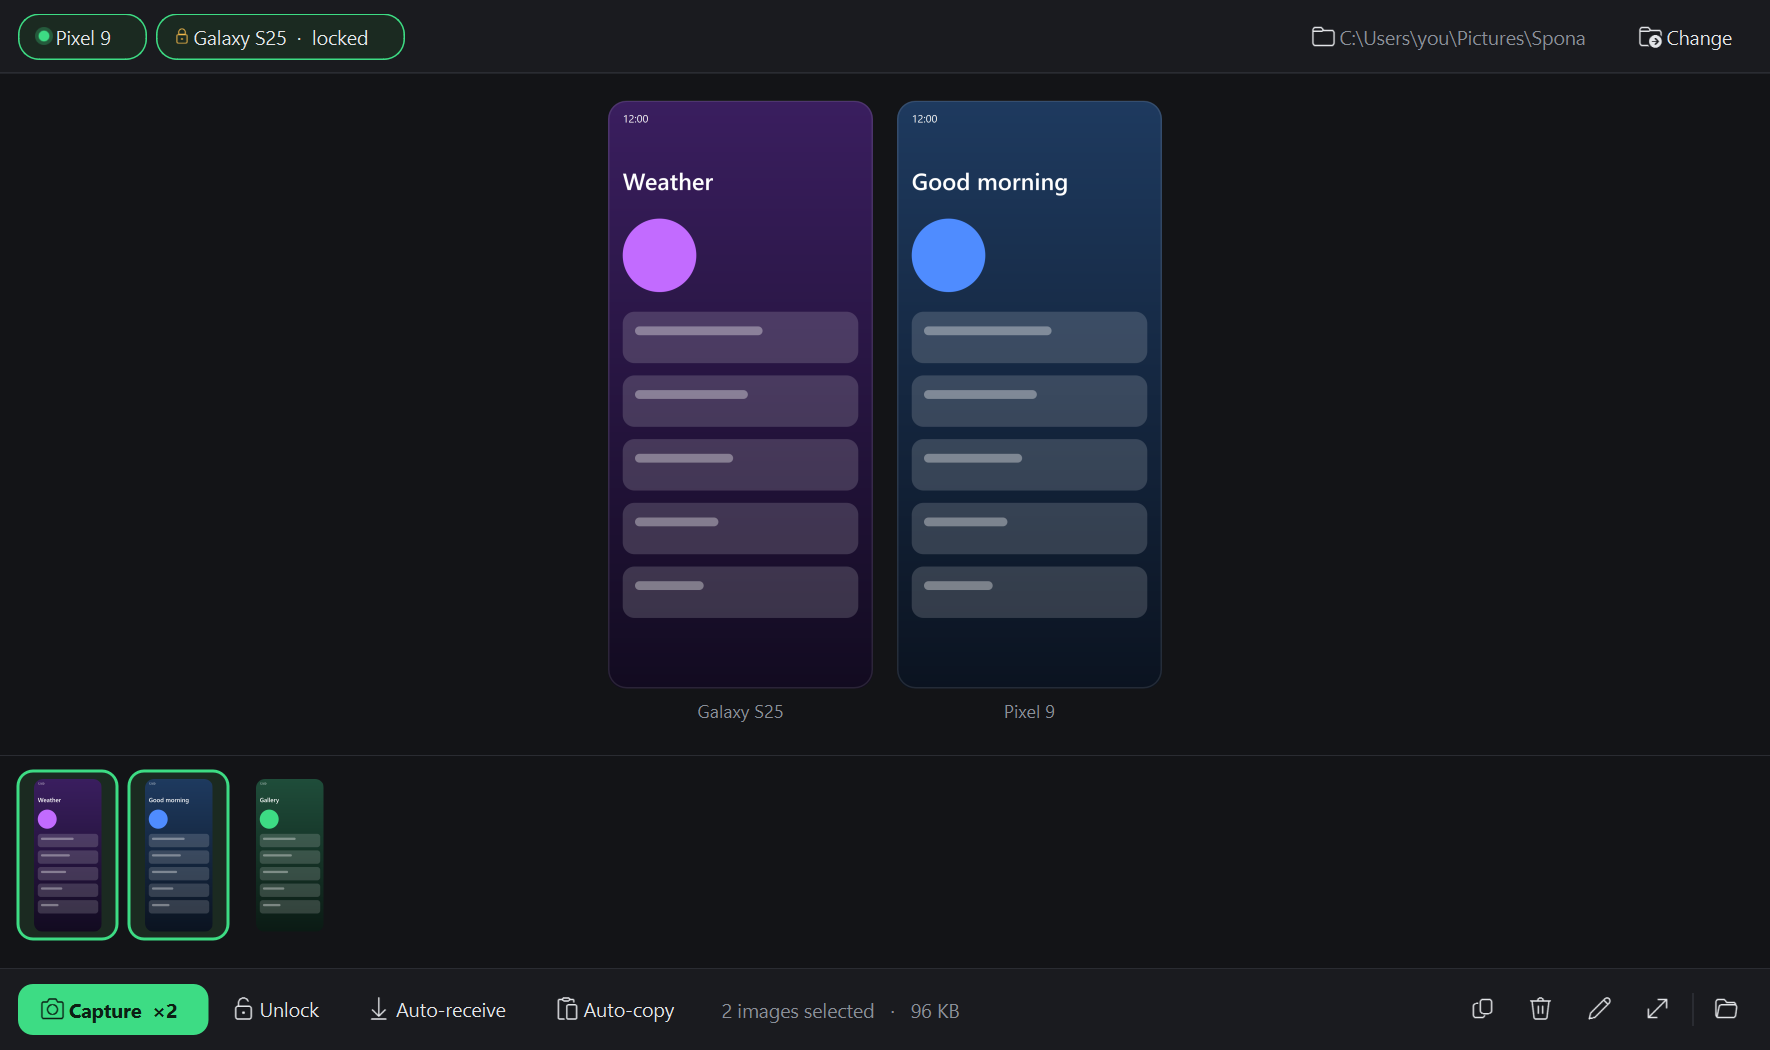 Pixel 9
Galaxy S25 · locked
C:\Users\you\Pictures\Spona
Change
12:00
Weather
Galaxy S25
12:00
Good morning
Pixel 9
Weather
Good morning
Gallery
Capture ×2
Unlock
Auto-receive
Auto-copy
2 images selected · 96 KB